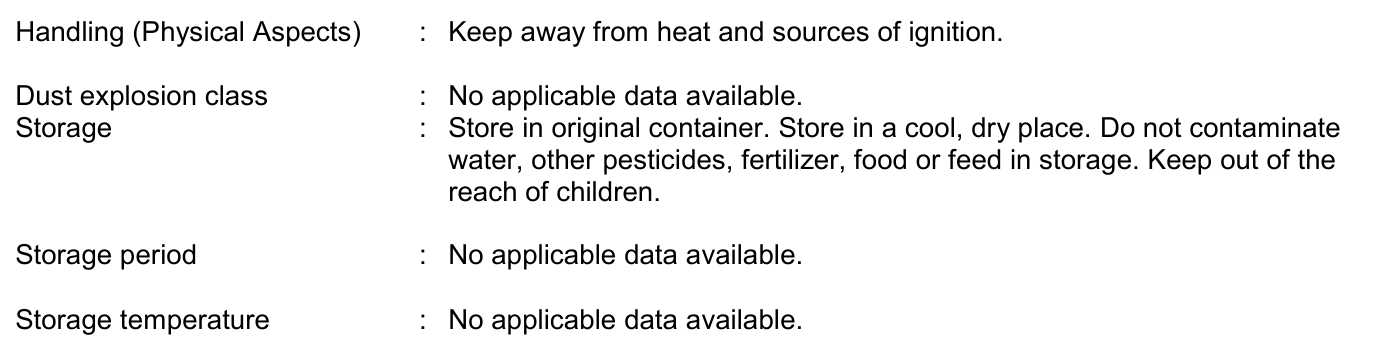 Handling (Physical Aspects) : Keep away from heat and sources of ignition.
Dust explosion class : No applicable data available.
Storage : Store in original container. Store in a cool, dry place. Do not contaminate
water, other pesticides, fertilizer, food or feed in storage. Keep out of the
reach of children.
Storage period : No applicable data available.
Storage temperature : No applicable data available.